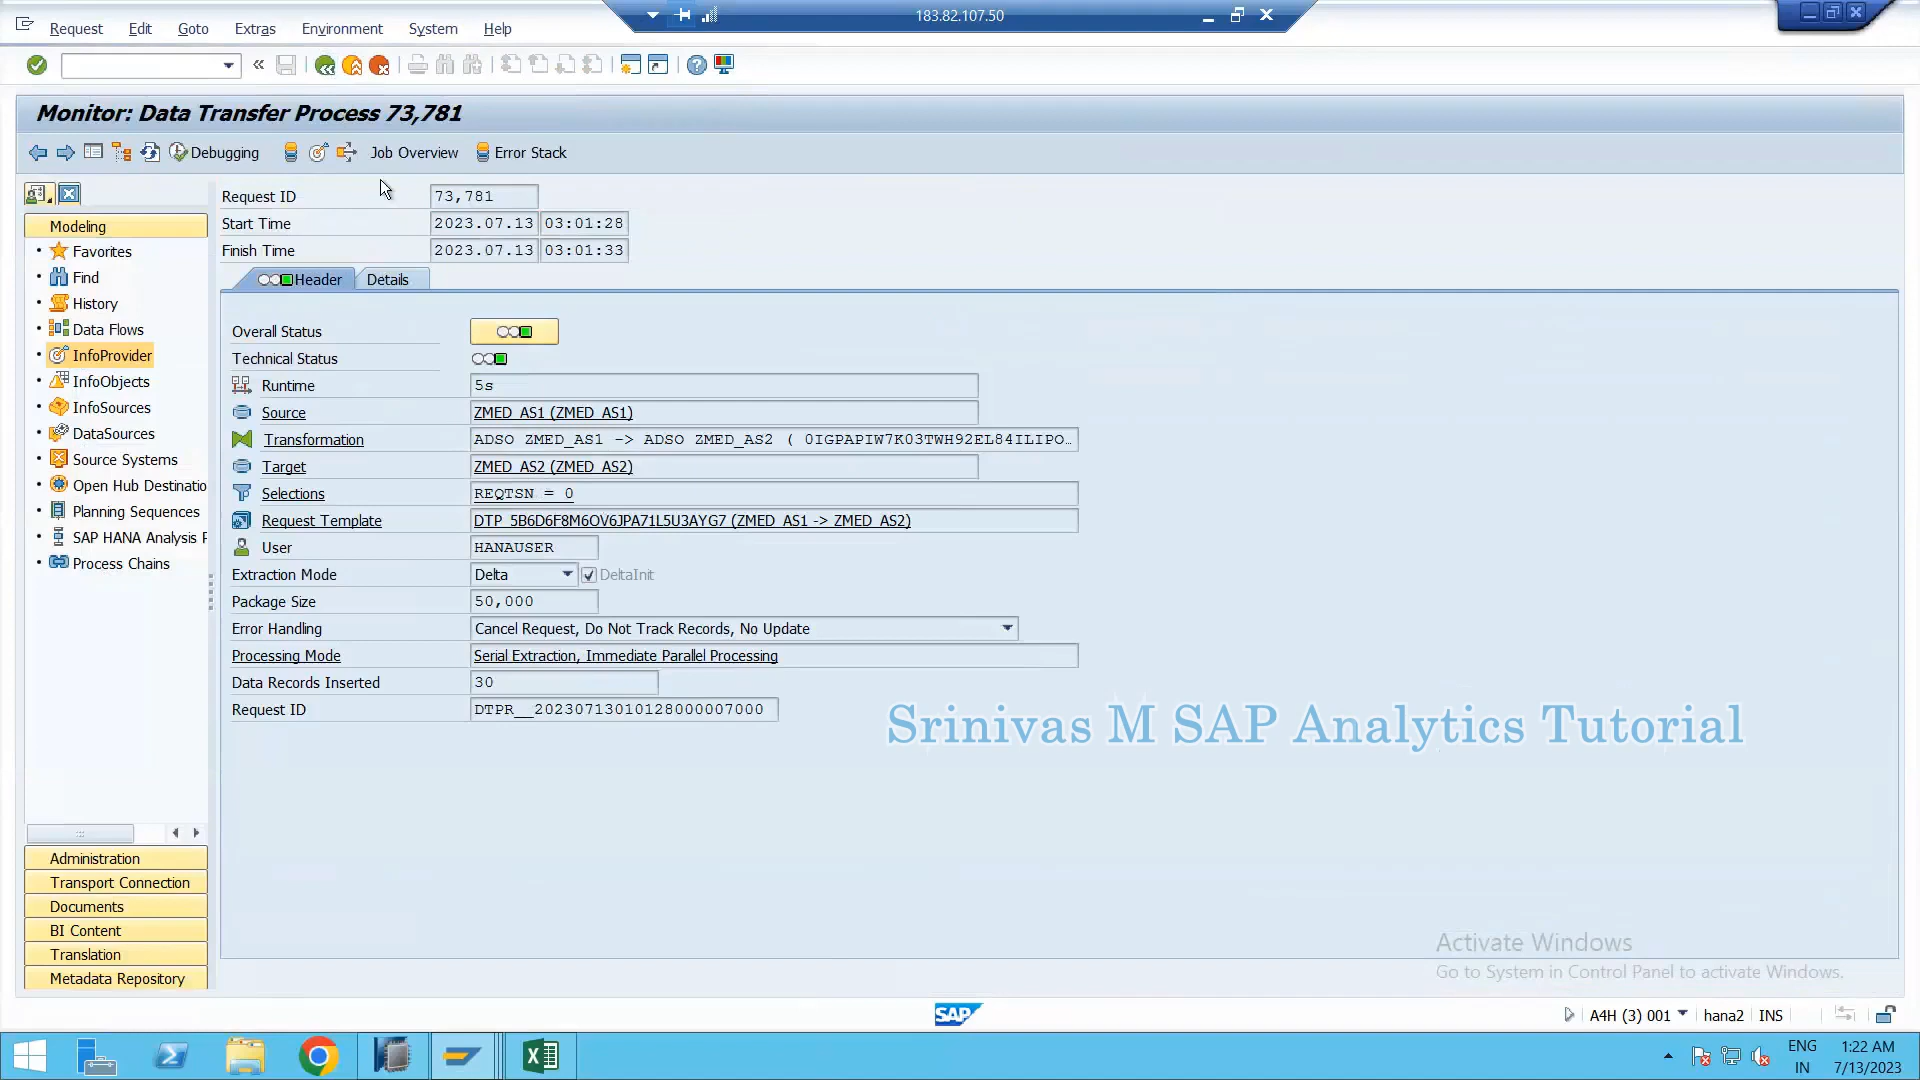 183.82.107.50
Request Edit Goto Extras Environment System Help
Monitor: Data Transfer Process 73,781
Debugging Job Overview Error Stack
Request ID 73,781
Start Time 2023.07.13 03:01:28
Finish Time 2023.07.13 03:01:33
Header Details
Modeling
Favorites
Find
History
Data Flows
InfoProvider
InfoObjects
InfoSources
DataSources
Source Systems
Open Hub Destinatio
Planning Sequences
SAP HANA Analysis P
Process Chains
Administration
Transport Connection
Documents
BI Content
Translation
Metadata Repository
Overall Status
Technical Status
Runtime 5s
Source ZMED_AS1 (ZMED_AS1)
Transformation ADSO ZMED_AS1 -> ADSO ZMED_AS2 ( 0IGPAPIW7K03TWH92EL84ILIPO…
Target ZMED_AS2 (ZMED_AS2)
Selections REQTSN = 0
Request Template DTP_5B6D6F8M6OV6JPA71L5U3AYG7 (ZMED_AS1 -> ZMED_AS2)
User HANAUSER
Extraction Mode Delta DeltaInit
Package Size 50,000
Error Handling Cancel Request, Do Not Track Records, No Update
Processing Mode Serial Extraction, Immediate Parallel Processing
Data Records Inserted 30
Request ID DTPR__20230713010128000007000
Srinivas M SAP Analytics Tutorial
Activate Windows
Go to System in Control Panel to activate Windows.
SAP
A4H (3) 001 hana2 INS
ENG 1:22 AM
IN 7/13/2023